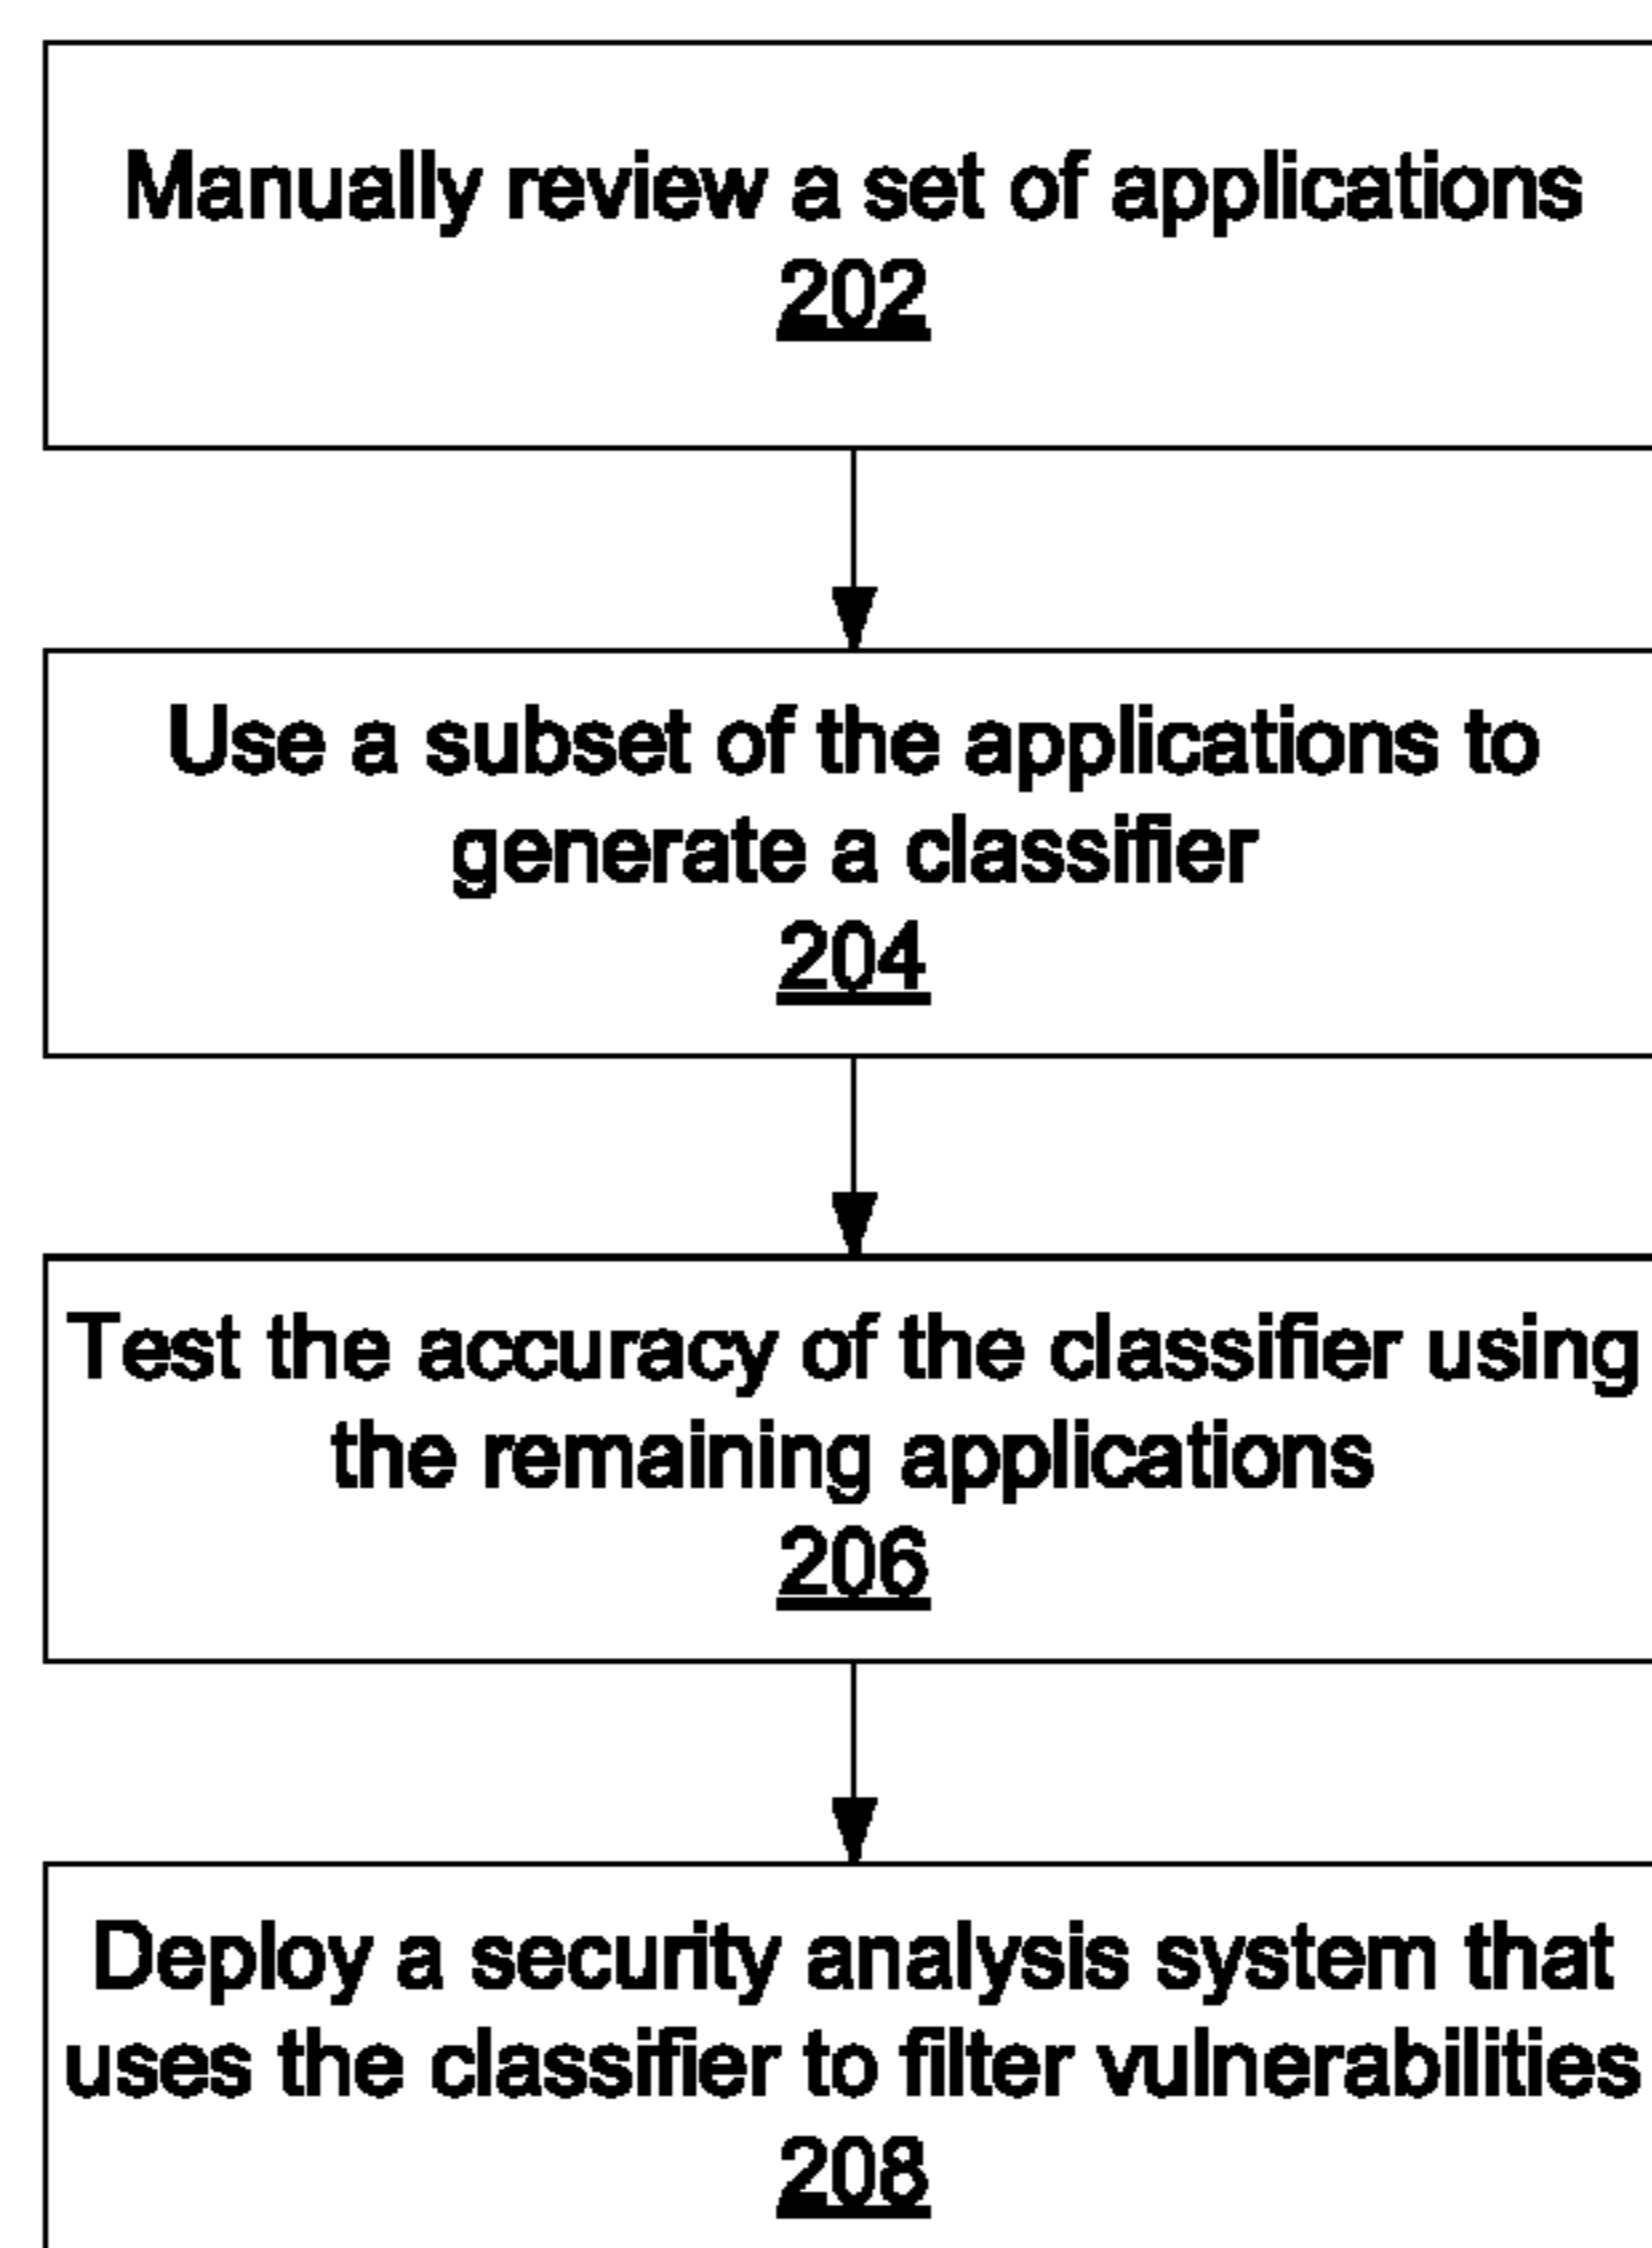 Manually review a set of applications
202
Use a subset of the applications to
generate a classifier
204
Test the accuracy of the classifier using
the remaining applications
206
Deploy a security analysis system that
uses the classifier to filter vulnerabilities
208